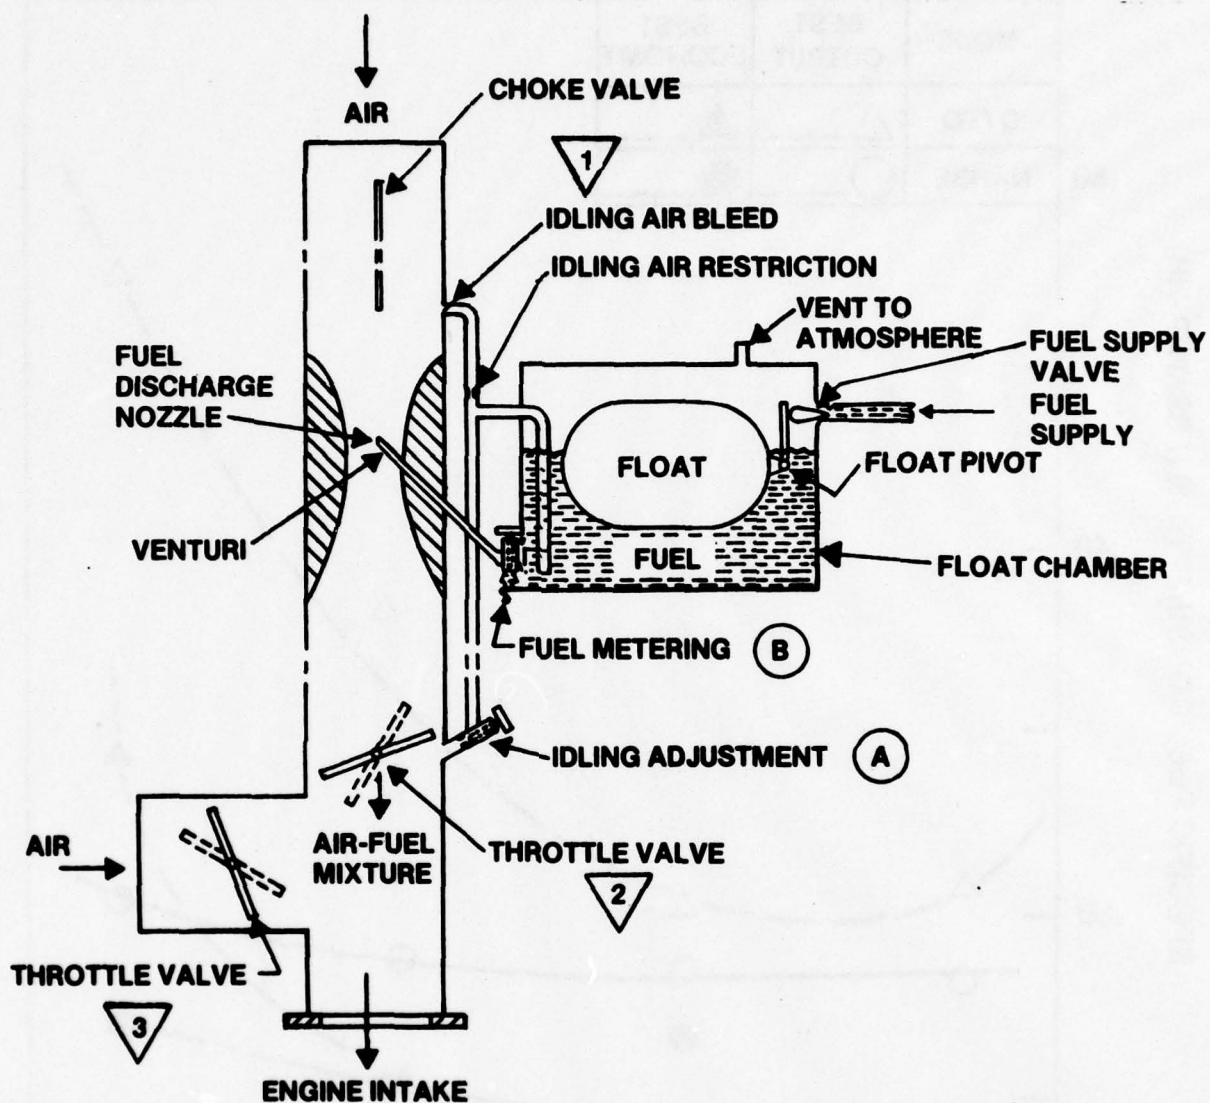 AIR
CHOKE VALVE
1
IDLING AIR BLEED
IDLING AIR RESTRICTION
VENT TO
ATMOSPHERE
FUEL SUPPLY
VALVE
FUEL
SUPPLY
FUEL
DISCHARGE
NOZZLE
FLOAT
FLOAT PIVOT
VENTURI
FUEL
FLOAT CHAMBER
FUEL METERING
B
IDLING ADJUSTMENT
A
AIR
AIR-FUEL
MIXTURE
THROTTLE VALVE
2
THROTTLE VALVE
3
ENGINE INTAKE